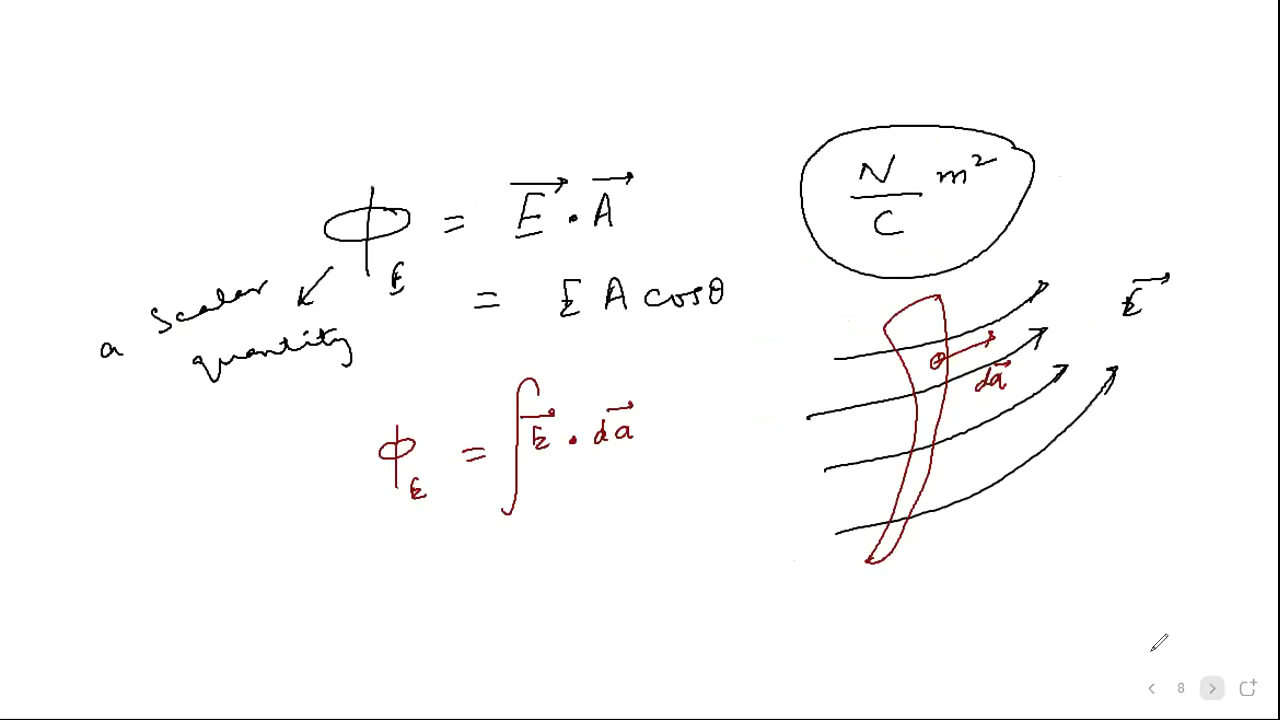 ϕ_E = E⃗ · A⃗
= E A cosθ
a scalar
quantity
ϕ_E = ∫ E⃗ · da⃗
N/C m²
E⃗
da⃗
8